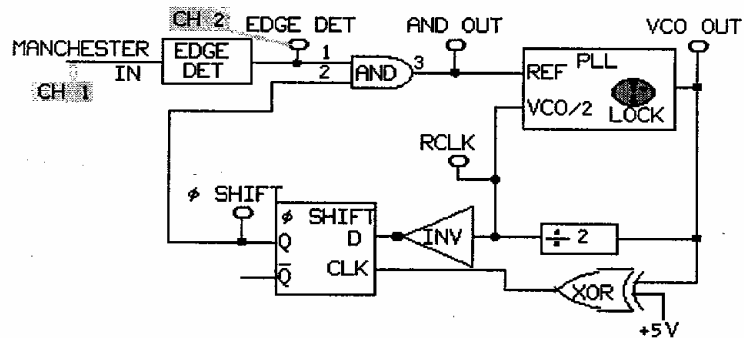 CH 2
EDGE DET
AND OUT
VCO OUT
MANCHESTER
IN
EDGE
DET
1
2
AND
3
REF
PLL
VCO/2
LOCK
CH 1
RCLK
ϕ SHIFT
ϕ SHIFT
D
Q
CLK
Q̅
INV
÷ 2
XOR
+5V